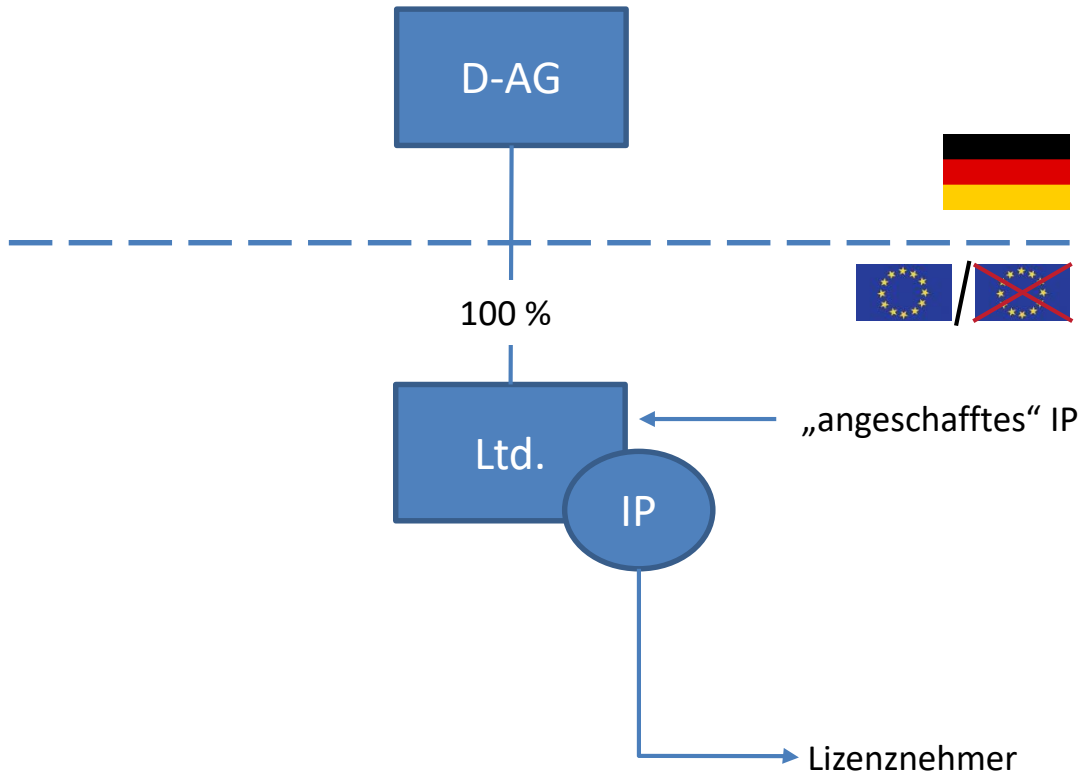 D-AG
100 %
„angeschafftes“ IP
Ltd.
IP
Lizenznehmer